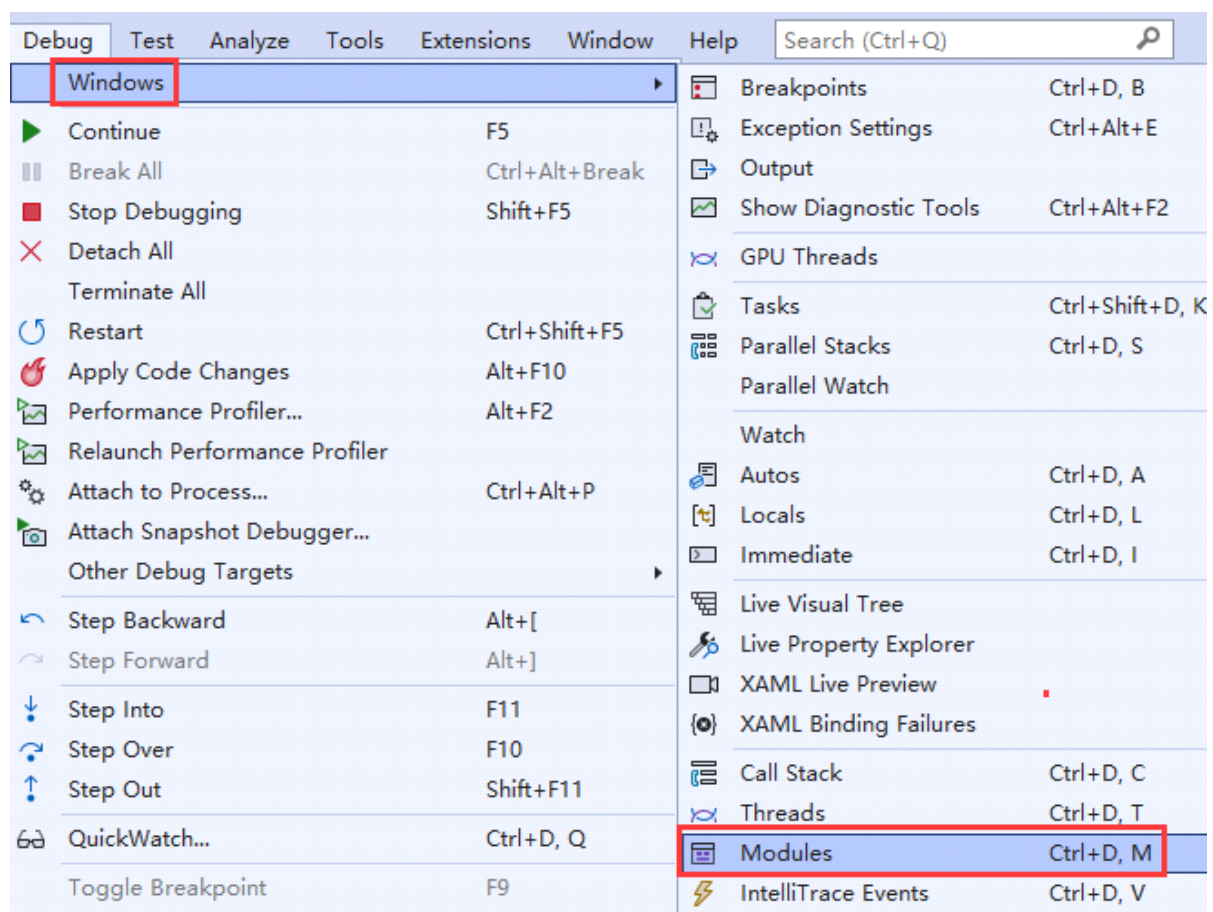 Debug Test Analyze Tools Extensions Window Help Search (Ctrl+Q)
Windows
Continue F5
Break All Ctrl+Alt+Break
Stop Debugging Shift+F5
Detach All
Terminate All
Restart Ctrl+Shift+F5
Apply Code Changes Alt+F10
Performance Profiler... Alt+F2
Relaunch Performance Profiler
Attach to Process... Ctrl+Alt+P
Attach Snapshot Debugger...
Other Debug Targets
Step Backward Alt+[
Step Forward Alt+]
Step Into F11
Step Over F10
Step Out Shift+F11
QuickWatch... Ctrl+D, Q
Toggle Breakpoint F9
Breakpoints Ctrl+D, B
Exception Settings Ctrl+Alt+E
Output
Show Diagnostic Tools Ctrl+Alt+F2
GPU Threads
Tasks Ctrl+Shift+D, K
Parallel Stacks Ctrl+D, S
Parallel Watch
Watch
Autos Ctrl+D, A
Locals Ctrl+D, L
Immediate Ctrl+D, I
Live Visual Tree
Live Property Explorer
XAML Live Preview
XAML Binding Failures
Call Stack Ctrl+D, C
Threads Ctrl+D, T
Modules Ctrl+D, M
IntelliTrace Events Ctrl+D, V